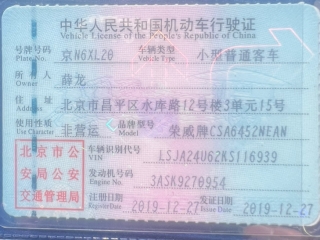 中华人民共和国机动车行驶证
Vehicle License of the People's Republic of China
号牌号码 京N6XL20 车辆类型 小型普通客车
Plate No. Vehicle Type
所有人 薛龙
Owner
住址 北京市昌平区水库路12号楼3单元15号
Address
使用性质 非营运 品牌型号 荣威牌CSA6452NEAN
Use Character Model
北京市公 车辆识别代号 LSJA24U62KS116939
VIN
安局公安 发动机号码 3ASK9270954
Engine No.
交通管理局 注册日期 2019-12-27 发证日期 2019-12-27
Register Date Issue Date